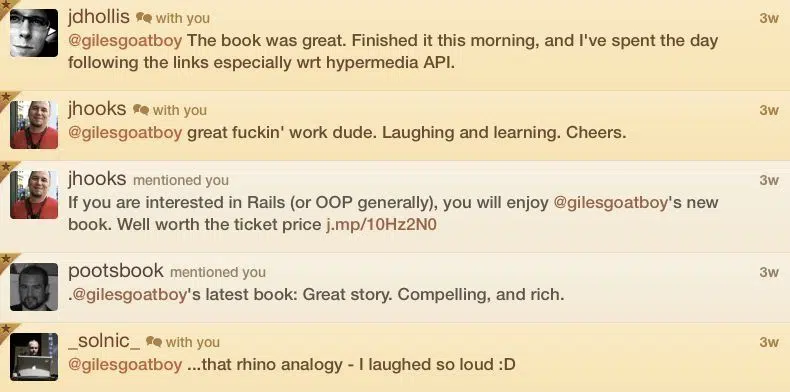 jdhollis with you 3w
@gilesgoatboy The book was great. Finished it this morning, and I've spent the day
following the links especially wrt hypermedia API.
jhooks with you 3w
@gilesgoatboy great fuckin' work dude. Laughing and learning. Cheers.
jhooks mentioned you 3w
If you are interested in Rails (or OOP generally), you will enjoy @gilesgoatboy's new
book. Well worth the ticket price j.mp/10Hz2N0
pootsbook mentioned you 3w
.@gilesgoatboy's latest book: Great story. Compelling, and rich.
_solnic_ with you 3w
@gilesgoatboy ...that rhino analogy - I laughed so loud :D